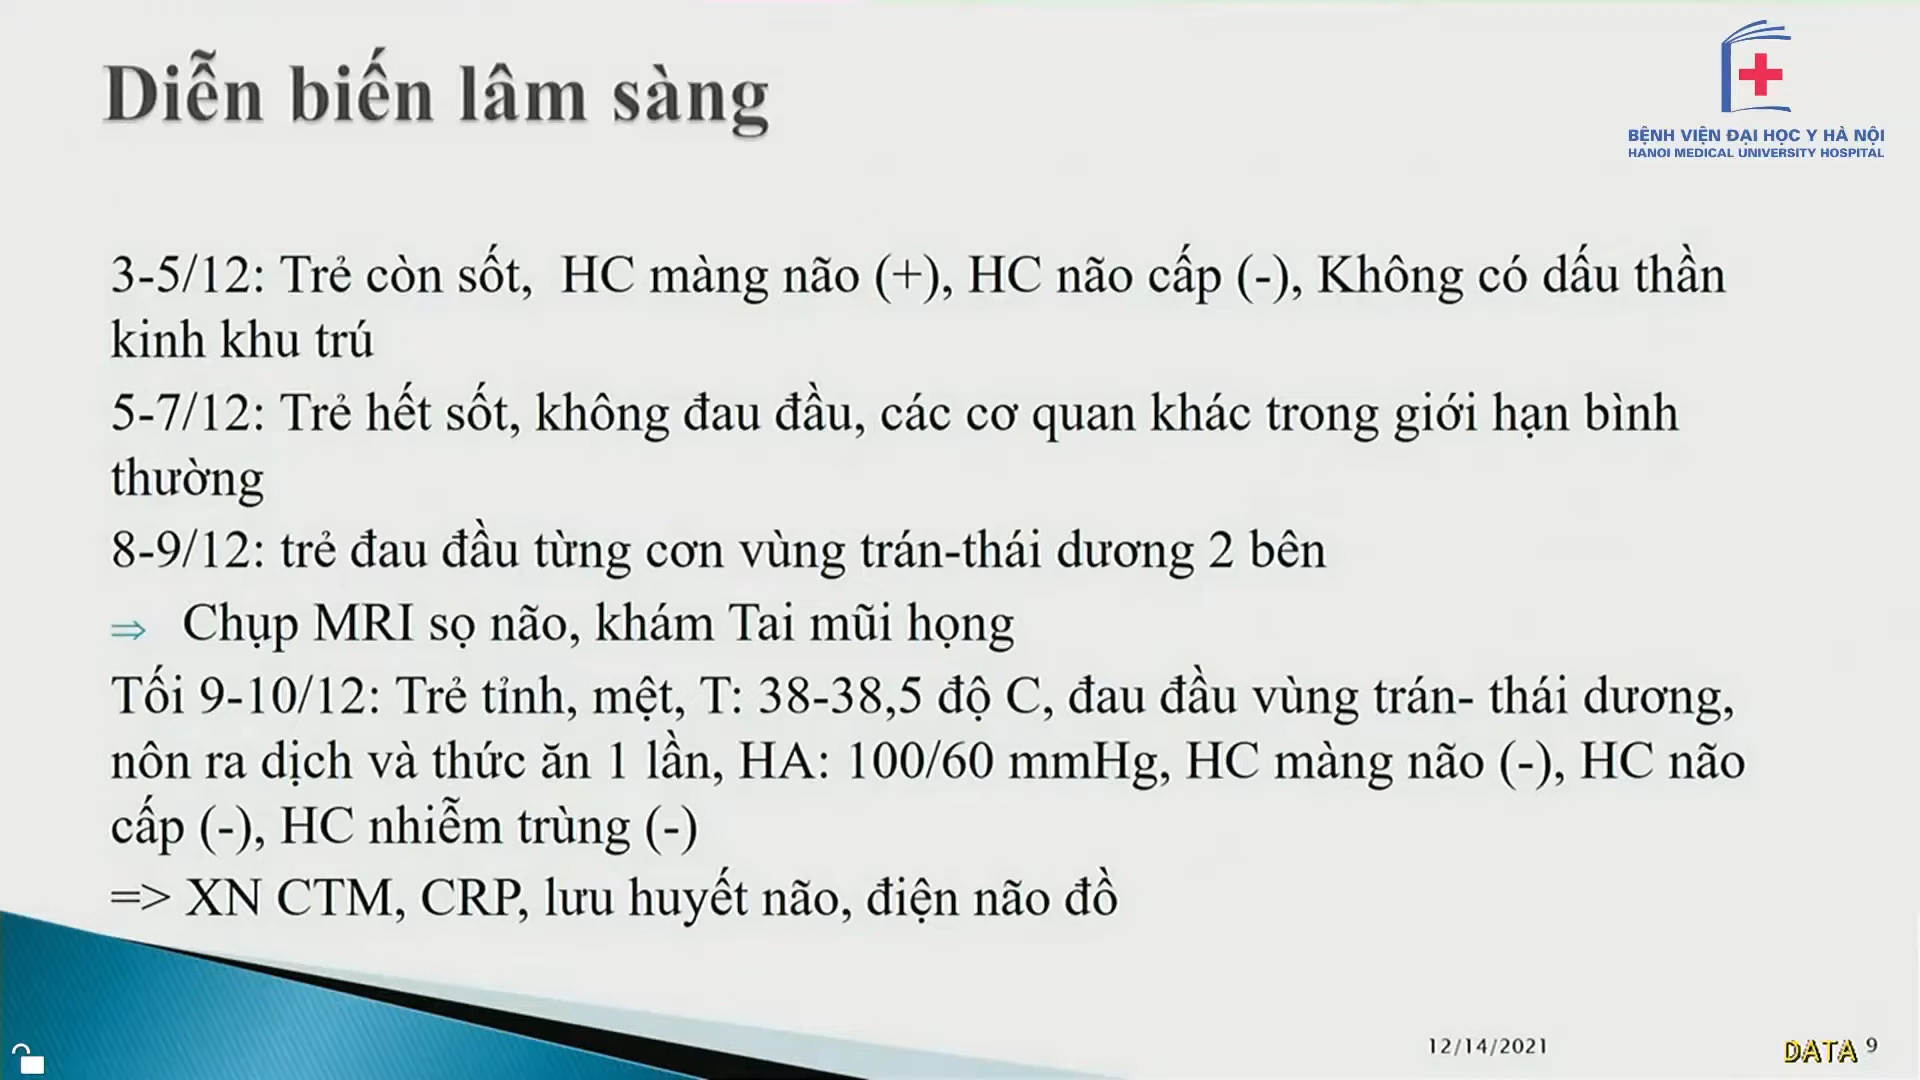 Diễn biến lâm sàng
BỆNH VIỆN ĐẠI HỌC Y HÀ NỘI
HANOI MEDICAL UNIVERSITY HOSPITAL
3-5/12: Trẻ còn sốt, HC màng não (+), HC não cấp (-), Không có dấu thần
kinh khu trú
5-7/12: Trẻ hết sốt, không đau đầu, các cơ quan khác trong giới hạn bình
thường
8-9/12: trẻ đau đầu từng cơn vùng trán-thái dương 2 bên
⇒ Chụp MRI sọ não, khám Tai mũi họng
Tối 9-10/12: Trẻ tỉnh, mệt, T: 38-38,5 độ C, đau đầu vùng trán- thái dương,
nôn ra dịch và thức ăn 1 lần, HA: 100/60 mmHg, HC màng não (-), HC não
cấp (-), HC nhiễm trùng (-)
=> XN CTM, CRP, lưu huyết não, điện não đồ
12/14/2021
DATA 9